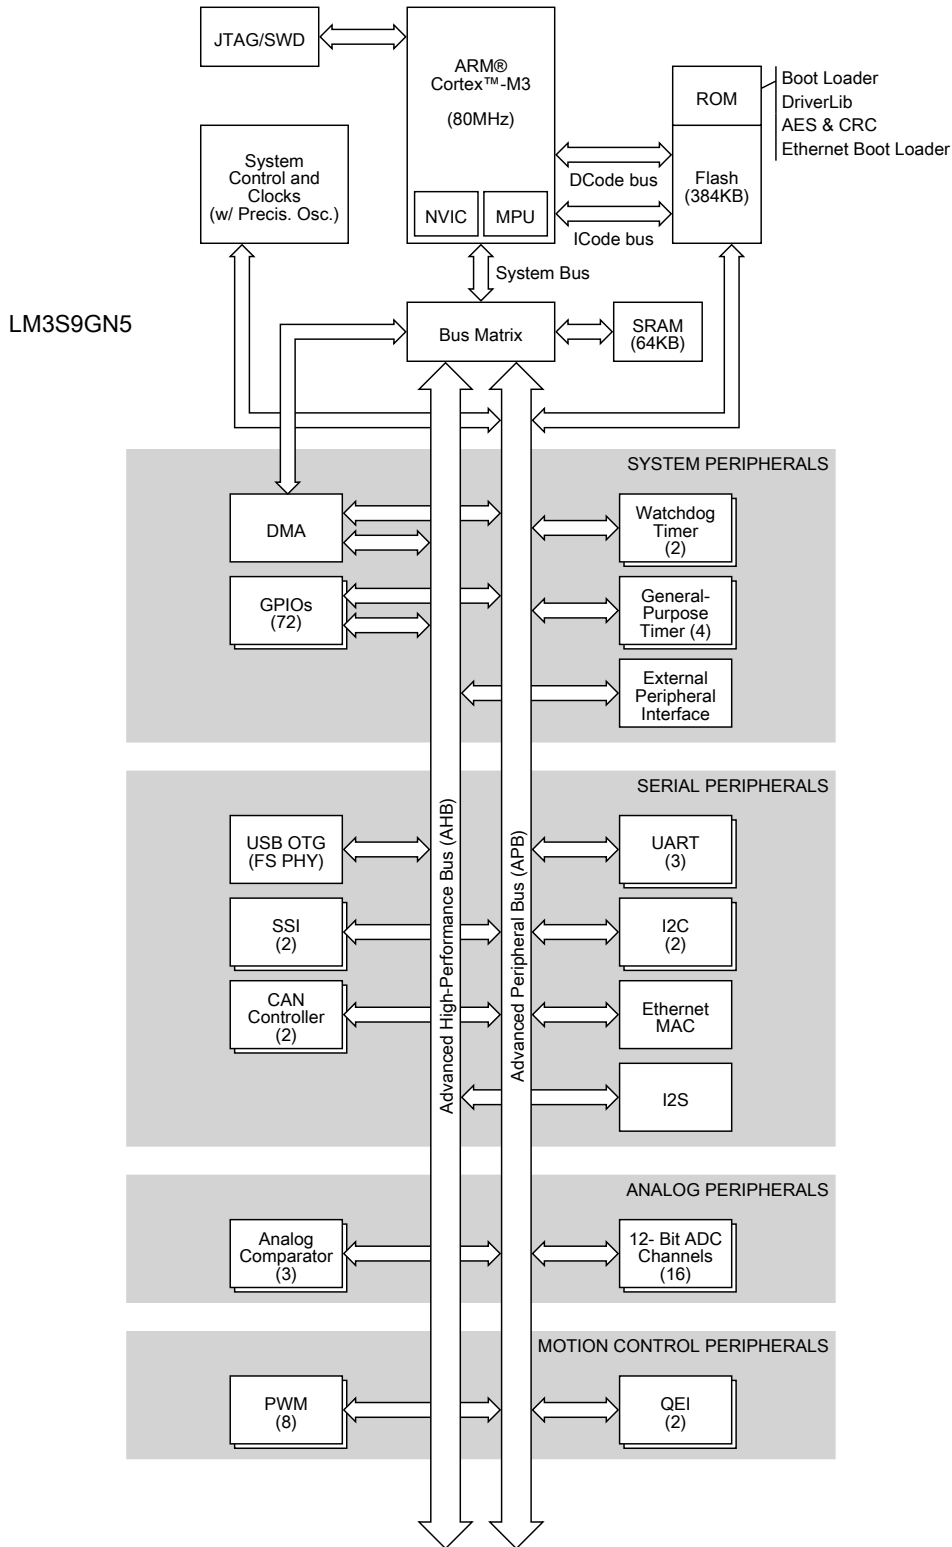 JTAG/SWD
ARM®
Cortex™-M3
(80MHz)
NVIC
MPU
ROM
Flash
(384KB)
Boot Loader
DriverLib
AES & CRC
Ethernet Boot Loader
DCode bus
ICode bus
System
Control and
Clocks
(w/ Precis. Osc.)
System Bus
LM3S9GN5
Bus Matrix
SRAM
(64KB)
SYSTEM PERIPHERALS
DMA
Watchdog
Timer
(2)
GPIOs
(72)
General-
Purpose
Timer (4)
External
Peripheral
Interface
SERIAL PERIPHERALS
Advanced High-Performance Bus (AHB)
Advanced Peripheral Bus (APB)
USB OTG
(FS PHY)
UART
(3)
SSI
(2)
I2C
(2)
CAN
Controller
(2)
Ethernet
MAC
I2S
ANALOG PERIPHERALS
Analog
Comparator
(3)
12- Bit ADC
Channels
(16)
MOTION CONTROL PERIPHERALS
PWM
(8)
QEI
(2)